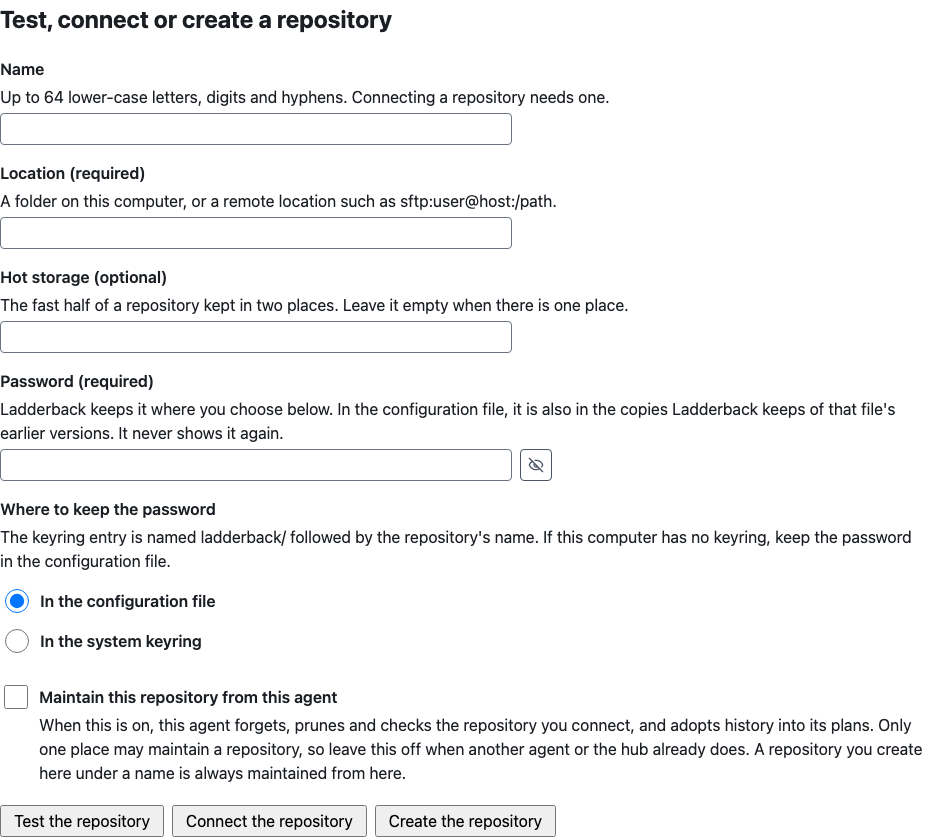 Test, connect or create a repository
Name
Up to 64 lower-case letters, digits and hyphens. Connecting a repository needs one.
Location (required)
A folder on this computer, or a remote location such as sftp:user@host:/path.
Hot storage (optional)
The fast half of a repository kept in two places. Leave it empty when there is one place.
Password (required)
Ladderback keeps it where you choose below. In the configuration file, it is also in the copies Ladderback keeps of that file's
earlier versions. It never shows it again.
Where to keep the password
The keyring entry is named ladderback/ followed by the repository's name. If this computer has no keyring, keep the password
in the configuration file.
In the configuration file
In the system keyring
Maintain this repository from this agent
When this is on, this agent forgets, prunes and checks the repository you connect, and adopts history into its plans. Only
one place may maintain a repository, so leave this off when another agent or the hub already does. A repository you create
here under a name is always maintained from here.
Test the repository Connect the repository Create the repository